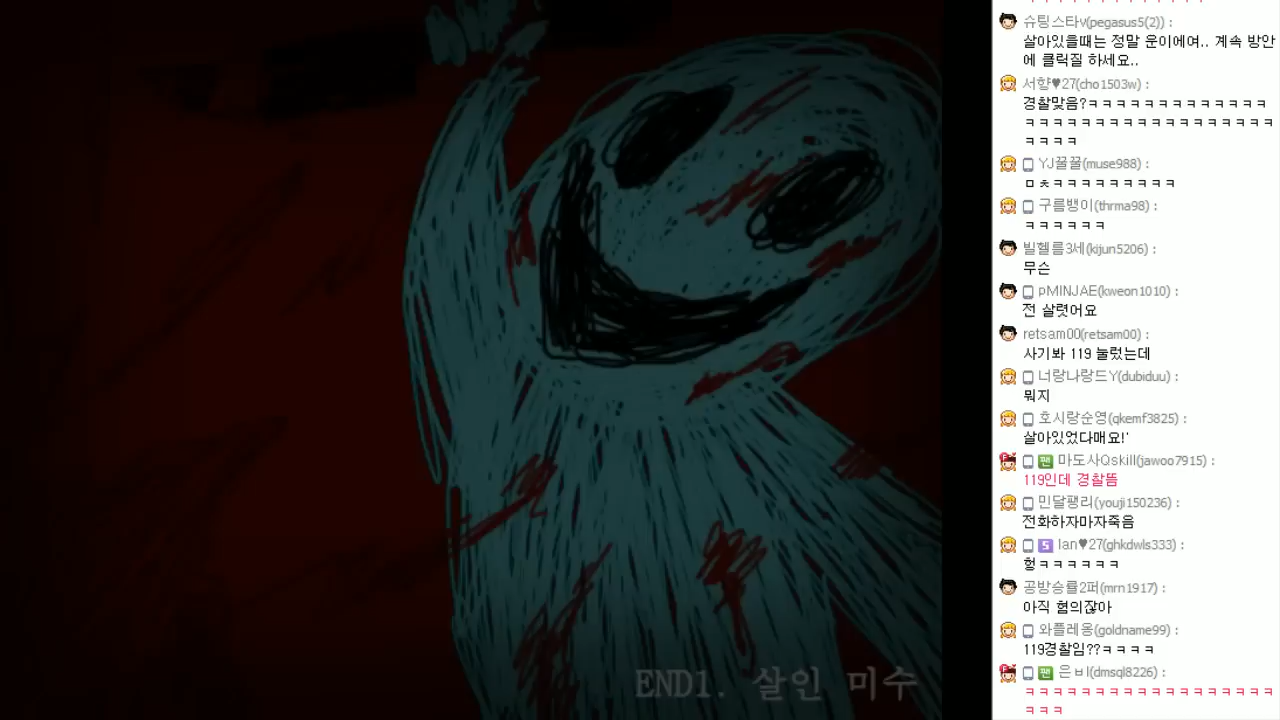 슈팅스타v(pegasus5(2)) :
살아있을때는 정말 운이에여.. 계속 방안
에 클릭질 하세요..
서향♥27(cho1503w) :
경찰맞음?ㅋㅋㅋㅋㅋㅋㅋㅋㅋㅋㅋㅋㅋ
ㅋㅋㅋㅋㅋㅋㅋㅋㅋㅋㅋㅋㅋㅋㅋㅋㅋㅋ
ㅋㅋㅋㅋ
YJ꿀꿀(muse988) :
ㅁㅊㅋㅋㅋㅋㅋㅋㅋㅋㅋ
구름뱅이(thrma98) :
ㅋㅋㅋㅋㅋㅋ
빌헬름3세(kijun5206) :
무슨
pMINJAE(kweon1010) :
전 살렷어요
retsam00(retsam00) :
사기봐 119 눌렀는데
너랑나랑드Y(dubiduu) :
뭐지
호시랑순영(qkemf3825) :
살아있었다매요!'
팬 마도사Qskill(jawoo7915) :
119인데 경찰뜸
민달팽리(youji150236) :
전화하자마자죽음
S Ian♥27(ghkdwls333) :
헝ㅋㅋㅋㅋㅋㅋ
공방승률2퍼(mrn1917) :
아직 혐의잖아
와플레옹(goldname99) :
119경찰임??ㅋㅋㅋㅋ
팬 은ㅂㅣ(dmsql8226) :
ㅋㅋㅋㅋㅋㅋㅋㅋㅋㅋㅋㅋㅋㅋㅋㅋㅋㅋ
ㅋㅋㅋ
END1. 살인 미수